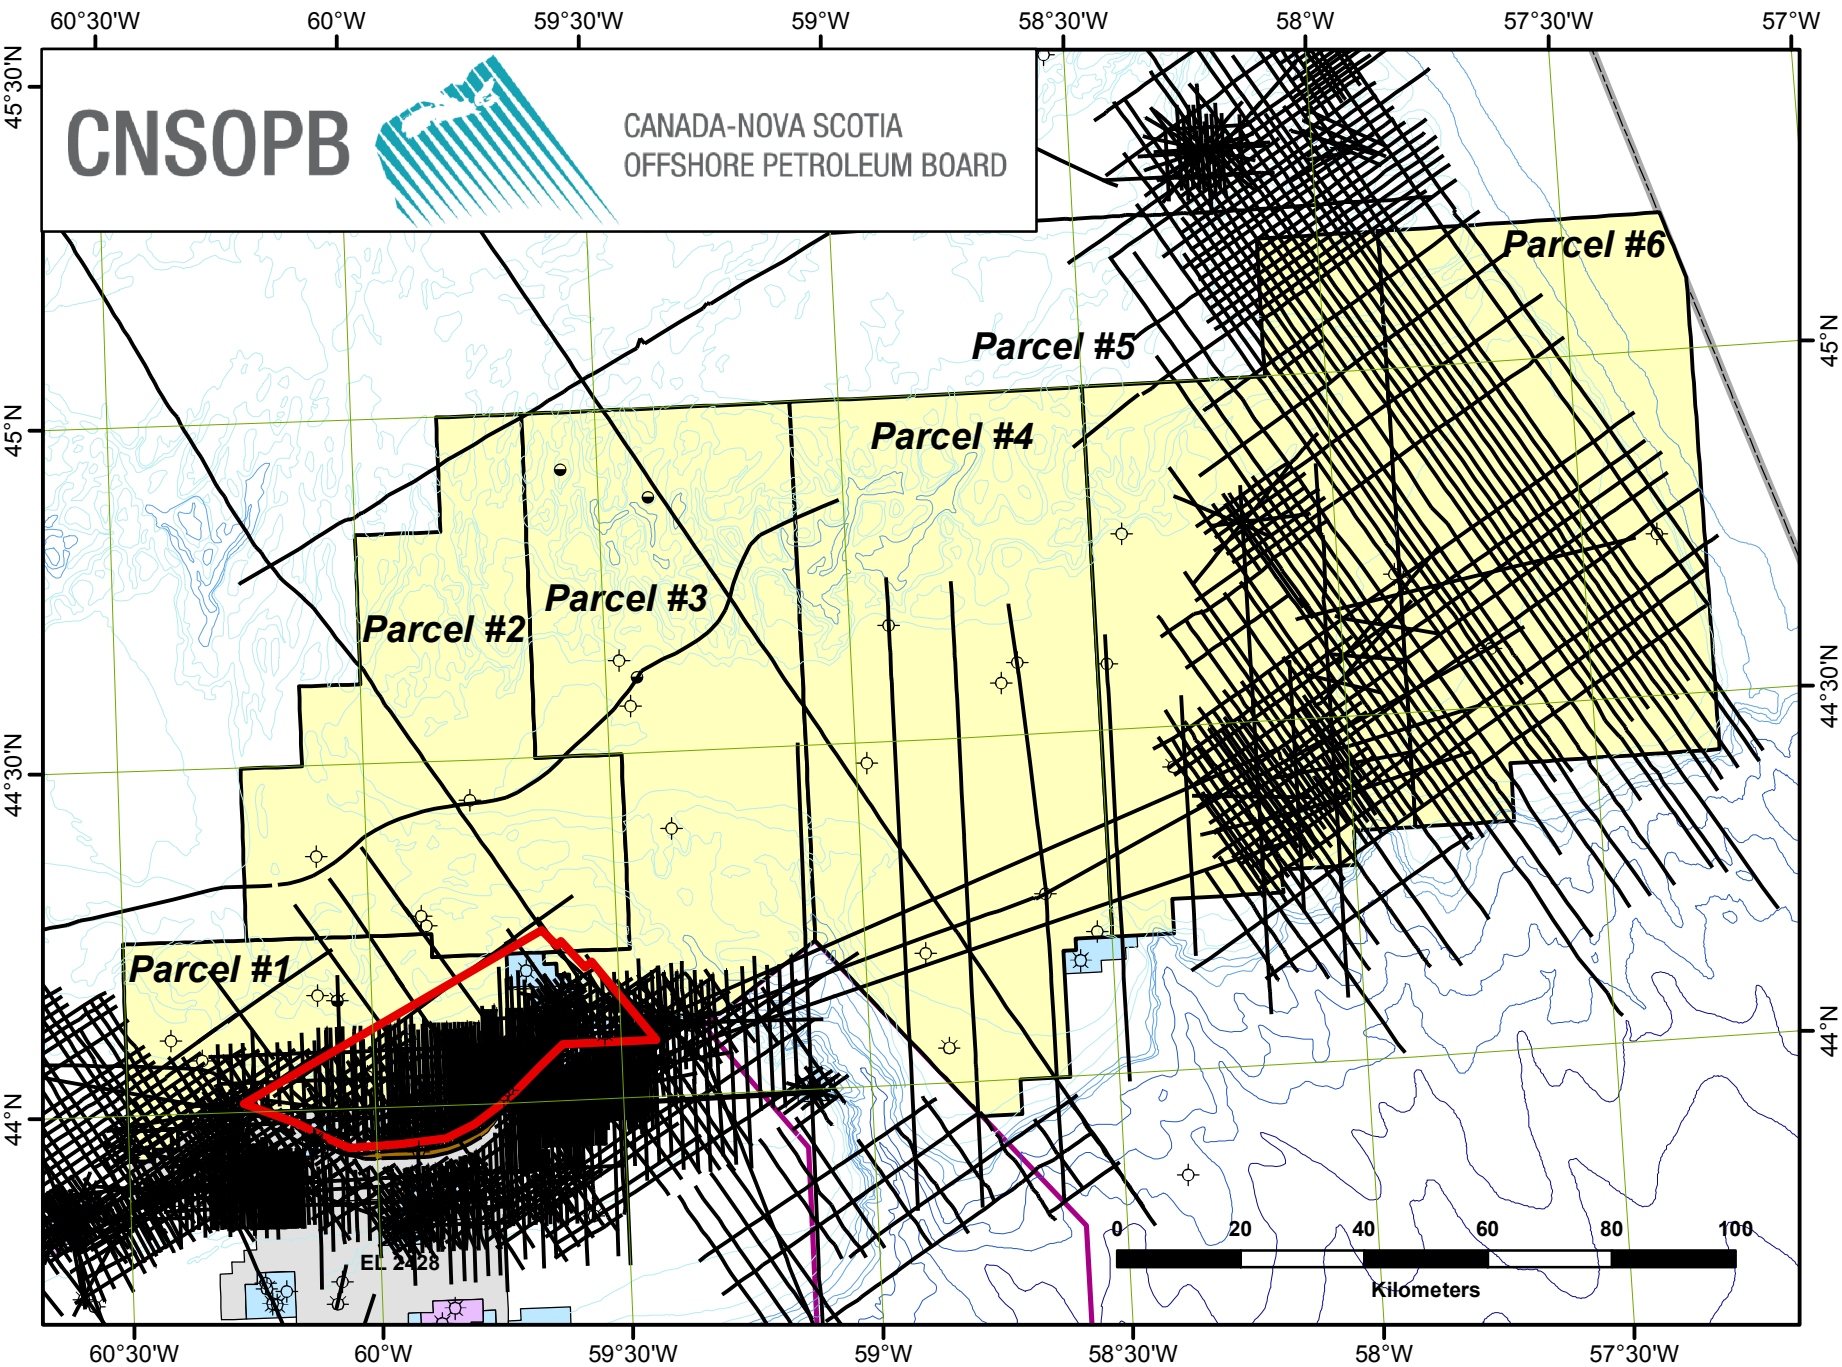 60°30'W 60°W 59°30'W 59°W 58°30'W 58°W 57°30'W 57°W
45°30'N
CNSOPB
CANADA-NOVA SCOTIA
OFFSHORE PETROLEUM BOARD
Parcel #6
Parcel #5
45°N
Parcel #4
45°N
Parcel #3
Parcel #2
44°30'N
44°30'N
Parcel #1
44°N
44°N
0 20 40 60 80 100
Kilometers
EL 2428
60°30'W 60°W 59°30'W 59°W 58°30'W 58°W 57°30'W